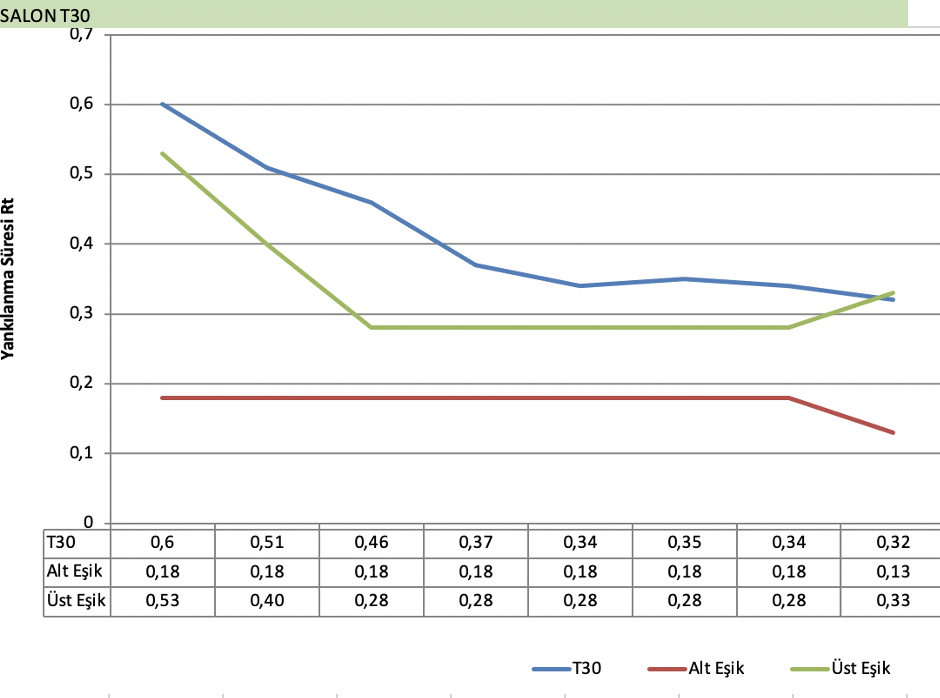 SALON T30
0,7
0,6
0,5
0,4
0,3
0,2
0,1
0
Yankılanma Süresi Rt
T30 0,6 0,51 0,46 0,37 0,34 0,35 0,34 0,32
Alt Eşik 0,18 0,18 0,18 0,18 0,18 0,18 0,18 0,13
Üst Eşik 0,53 0,40 0,28 0,28 0,28 0,28 0,28 0,33
T30 Alt Eşik Üst Eşik